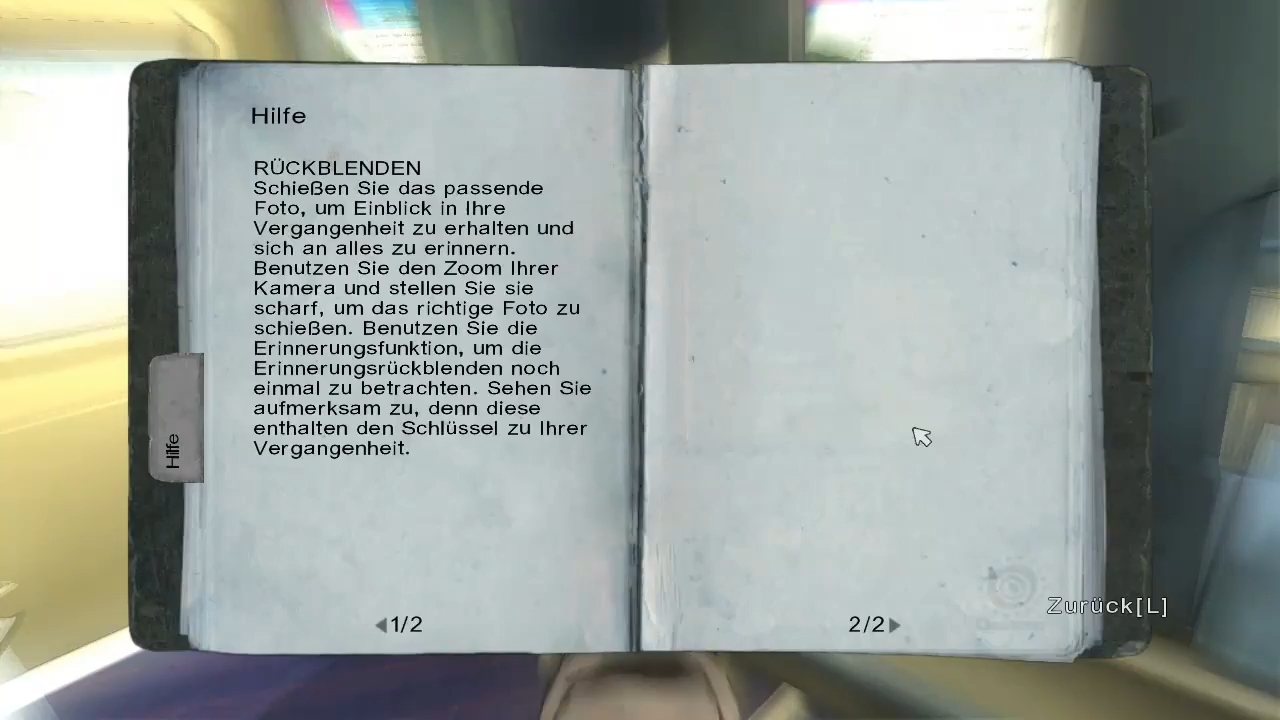 Hilfe
RÜCKBLENDEN
Schießen Sie das passende
Foto, um Einblick in Ihre
Vergangenheit zu erhalten und
sich an alles zu erinnern.
Benutzen Sie den Zoom Ihrer
Kamera und stellen Sie sie
scharf, um das richtige Foto zu
schießen. Benutzen Sie die
Erinnerungsfunktion, um die
Erinnerungsrückblenden noch
einmal zu betrachten. Sehen Sie
aufmerksam zu, denn diese
enthalten den Schlüssel zu Ihrer
Vergangenheit.
Hilfe
1/2
2/2
Zurück[L]